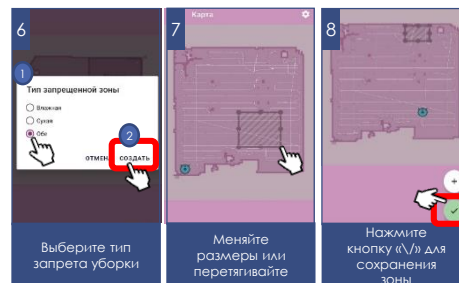 6
1
Тип запрещенной зоны
Влажная
Сухая
Обе
2
ОТМЕН
СОЗДАТЬ
Выберите тип
запрета уборки
7
Карта
Меняйте
размеры или
перетягивайте
8
Нажмите
кнопку «\/» для
сохранения
зоны